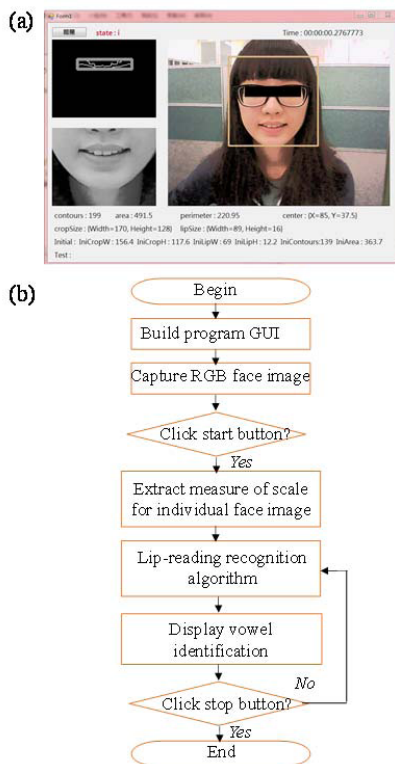 (a)
Form1
state : i
Time : 00:00:00.2767773
contours : 199 area : 491.5 perimeter : 220.95 center : {X=85, Y=37.5}
cropSize : {Width=170, Height=128} lipSize : {Width=89, Height=16}
Initial : IniCropW : 156.4 IniCropH : 117.6 IniLipW : 69 IniLipH : 12.2 IniContours:139 IniArea : 363.7
Test :
(b)
Begin
Build program GUI
Capture RGB face image
Click start button?
Yes
Extract measure of scale
for individual face image
Lip-reading recognition
algorithm
Display vowel
identification
No
Click stop button?
Yes
End